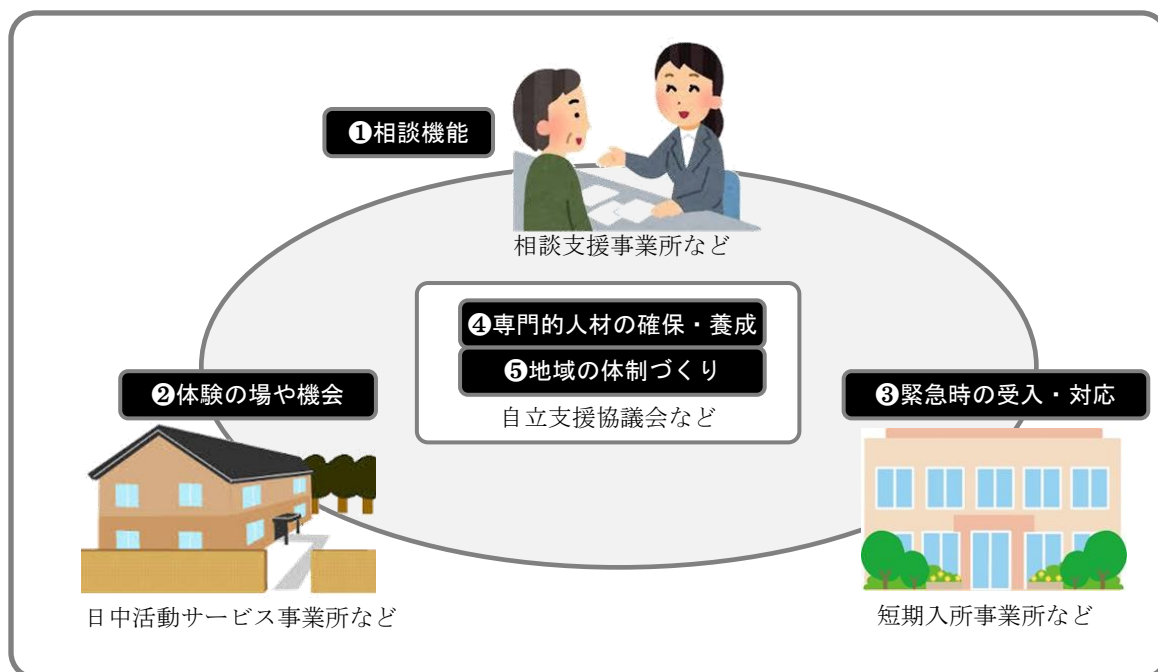 ❶相談機能
相談支援事業所など
❹専門的人材の確保・養成
❺地域の体制づくり
自立支援協議会など
❷体験の場や機会
日中活動サービス事業所など
❸緊急時の受入・対応
短期入所事業所など